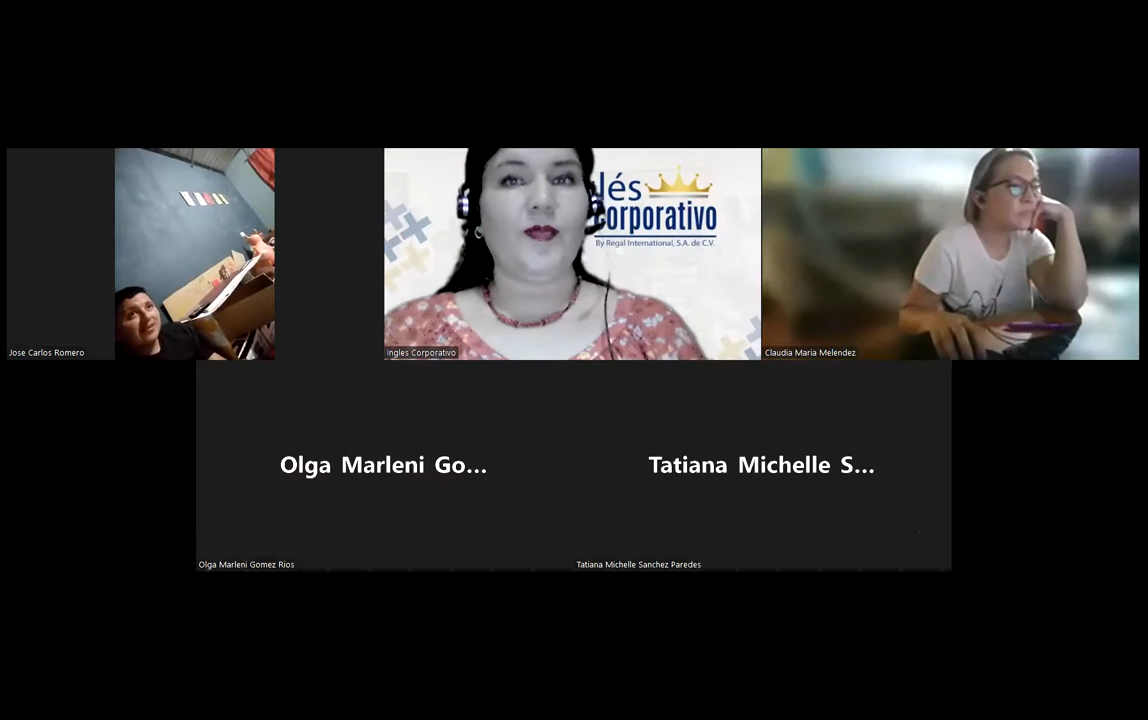 lés
corporativo
By Regal International, S.A. de C.V.
Jose Carlos Romero
Ingles Corporativo
Claudia Maria Melendez
Olga Marleni Go...
Tatiana Michelle S...
Olga Marleni Gomez Rios
Tatiana Michelle Sanchez Paredes